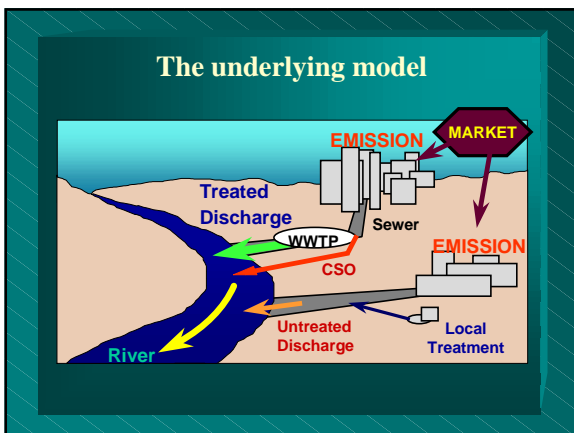 The underlying model
MARKET
EMISSION
Treated
Discharge
WWTP
Sewer
EMISSION
CSO
Untreated
Discharge
Local
Treatment
River